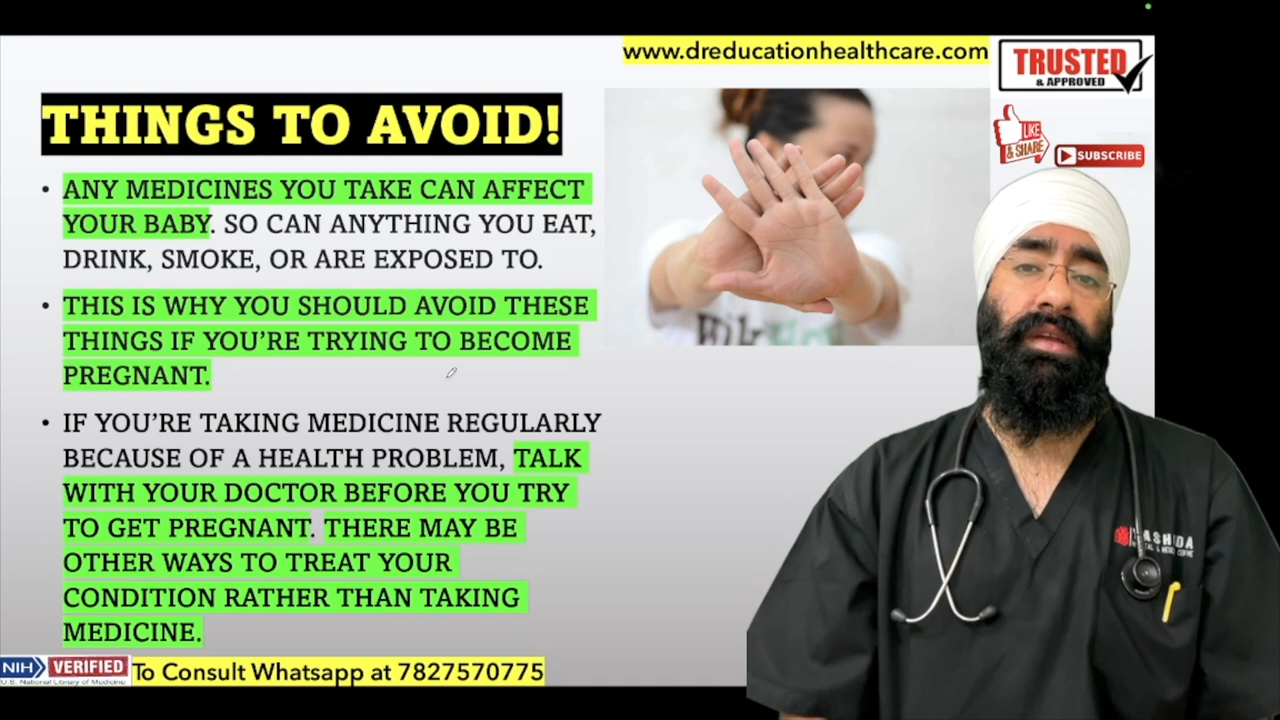 www.dreducationhealthcare.com
TRUSTED
& APPROVED
LIKE
& SHARE
SUBSCRIBE
THINGS TO AVOID!
• ANY MEDICINES YOU TAKE CAN AFFECT
YOUR BABY. SO CAN ANYTHING YOU EAT,
DRINK, SMOKE, OR ARE EXPOSED TO.
• THIS IS WHY YOU SHOULD AVOID THESE
THINGS IF YOU’RE TRYING TO BECOME
PREGNANT.
• IF YOU’RE TAKING MEDICINE REGULARLY
BECAUSE OF A HEALTH PROBLEM, TALK
WITH YOUR DOCTOR BEFORE YOU TRY
TO GET PREGNANT. THERE MAY BE
OTHER WAYS TO TREAT YOUR
CONDITION RATHER THAN TAKING
MEDICINE.
NIH VERIFIED
U.S. National Library of Medicine
To Consult Whatsapp at 7827570775